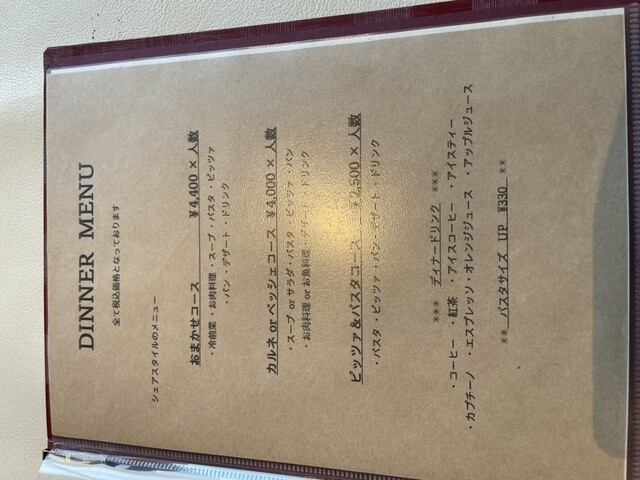 DINNER MENU
全て税込価格となっております
シェアスタイルのメニュー
おまかせコース ￥4,400 × 人数
・冷前菜 ・お肉料理 ・スープ ・パスタ ・ピッツァ
・パン ・デザート ・ドリンク
カルネ or ペッシェコース ￥4,000 × 人数
・スープ or サラダ ・パスタ ・ピッツァ ・パン
・お肉料理 or お魚料理 ・デザート ・ドリンク
ピッツァ＆パスタコース ,500 × 人数
・パスタ ・ピッツァ ・パン ・デザート ・ドリンク
*** ディナードリンク ***
・コーヒー ・紅茶 ・アイスコーヒー ・アイスティー
・カプチーノ ・エスプレッソ ・オレンジジュース ・アップルジュース
** パスタサイズ UP ¥330 **